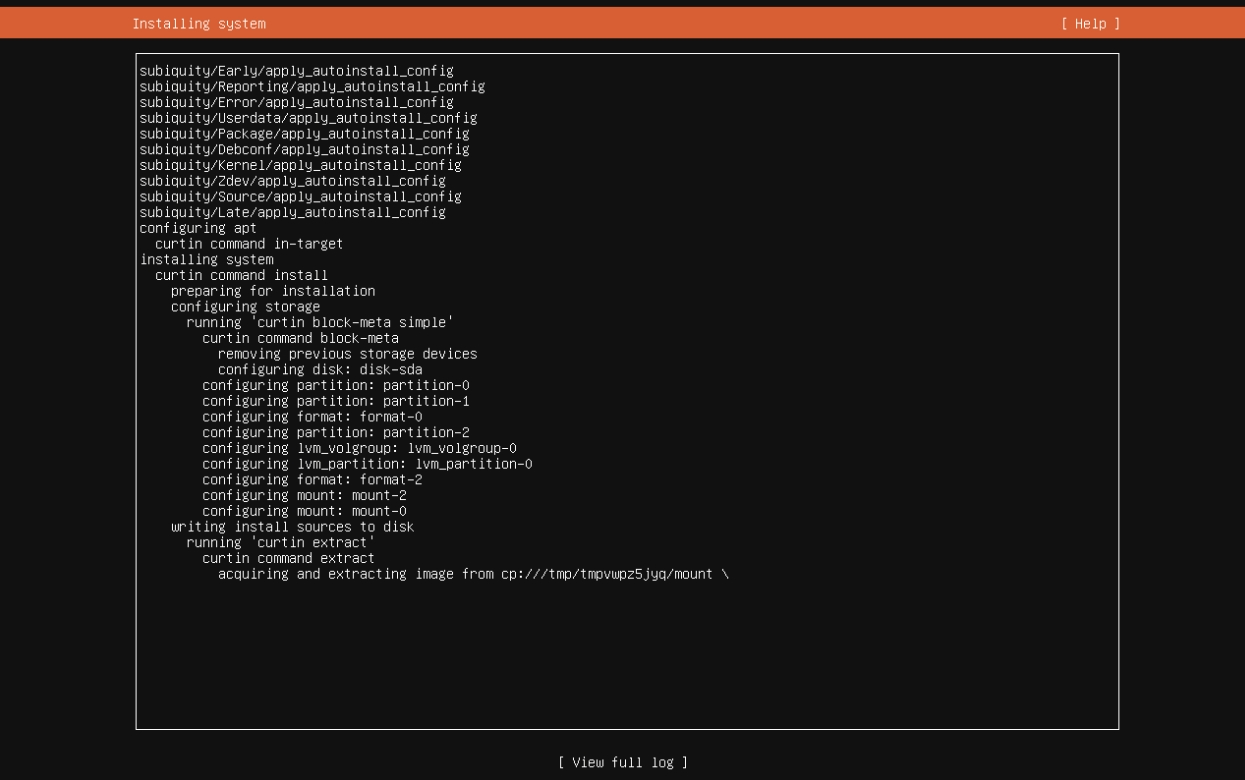 Installing system [ Help ]
subiquity/Early/apply_autoinstall_config
subiquity/Reporting/apply_autoinstall_config
subiquity/Error/apply_autoinstall_config
subiquity/Userdata/apply_autoinstall_config
subiquity/Package/apply_autoinstall_config
subiquity/Debconf/apply_autoinstall_config
subiquity/Kernel/apply_autoinstall_config
subiquity/Zdev/apply_autoinstall_config
subiquity/Source/apply_autoinstall_config
subiquity/Late/apply_autoinstall_config
configuring apt
  curtin command in-target
installing system
  curtin command install
    preparing for installation
    configuring storage
      running 'curtin block-meta simple'
        curtin command block-meta
          removing previous storage devices
          configuring disk: disk-sda
        configuring partition: partition-0
        configuring partition: partition-1
        configuring format: format-0
        configuring partition: partition-2
        configuring lvm_volgroup: lvm_volgroup-0
        configuring lvm_partition: lvm_partition-0
        configuring format: format-2
        configuring mount: mount-2
        configuring mount: mount-0
    writing install sources to disk
      running 'curtin extract'
        curtin command extract
          acquiring and extracting image from cp:///tmp/tmpvwpz5jyq/mount \
[ View full log ]